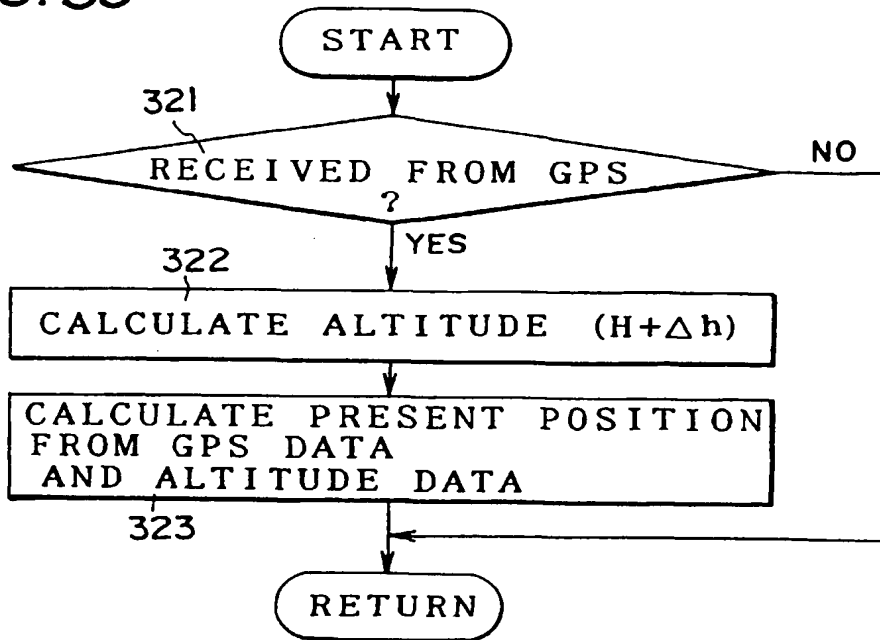 START
321
RECEIVED FROM GPS
?
NO
YES
322
CALCULATE ALTITUDE (H+Δh)
CALCULATE PRESENT POSITION
FROM GPS DATA
AND ALTITUDE DATA
323
RETURN